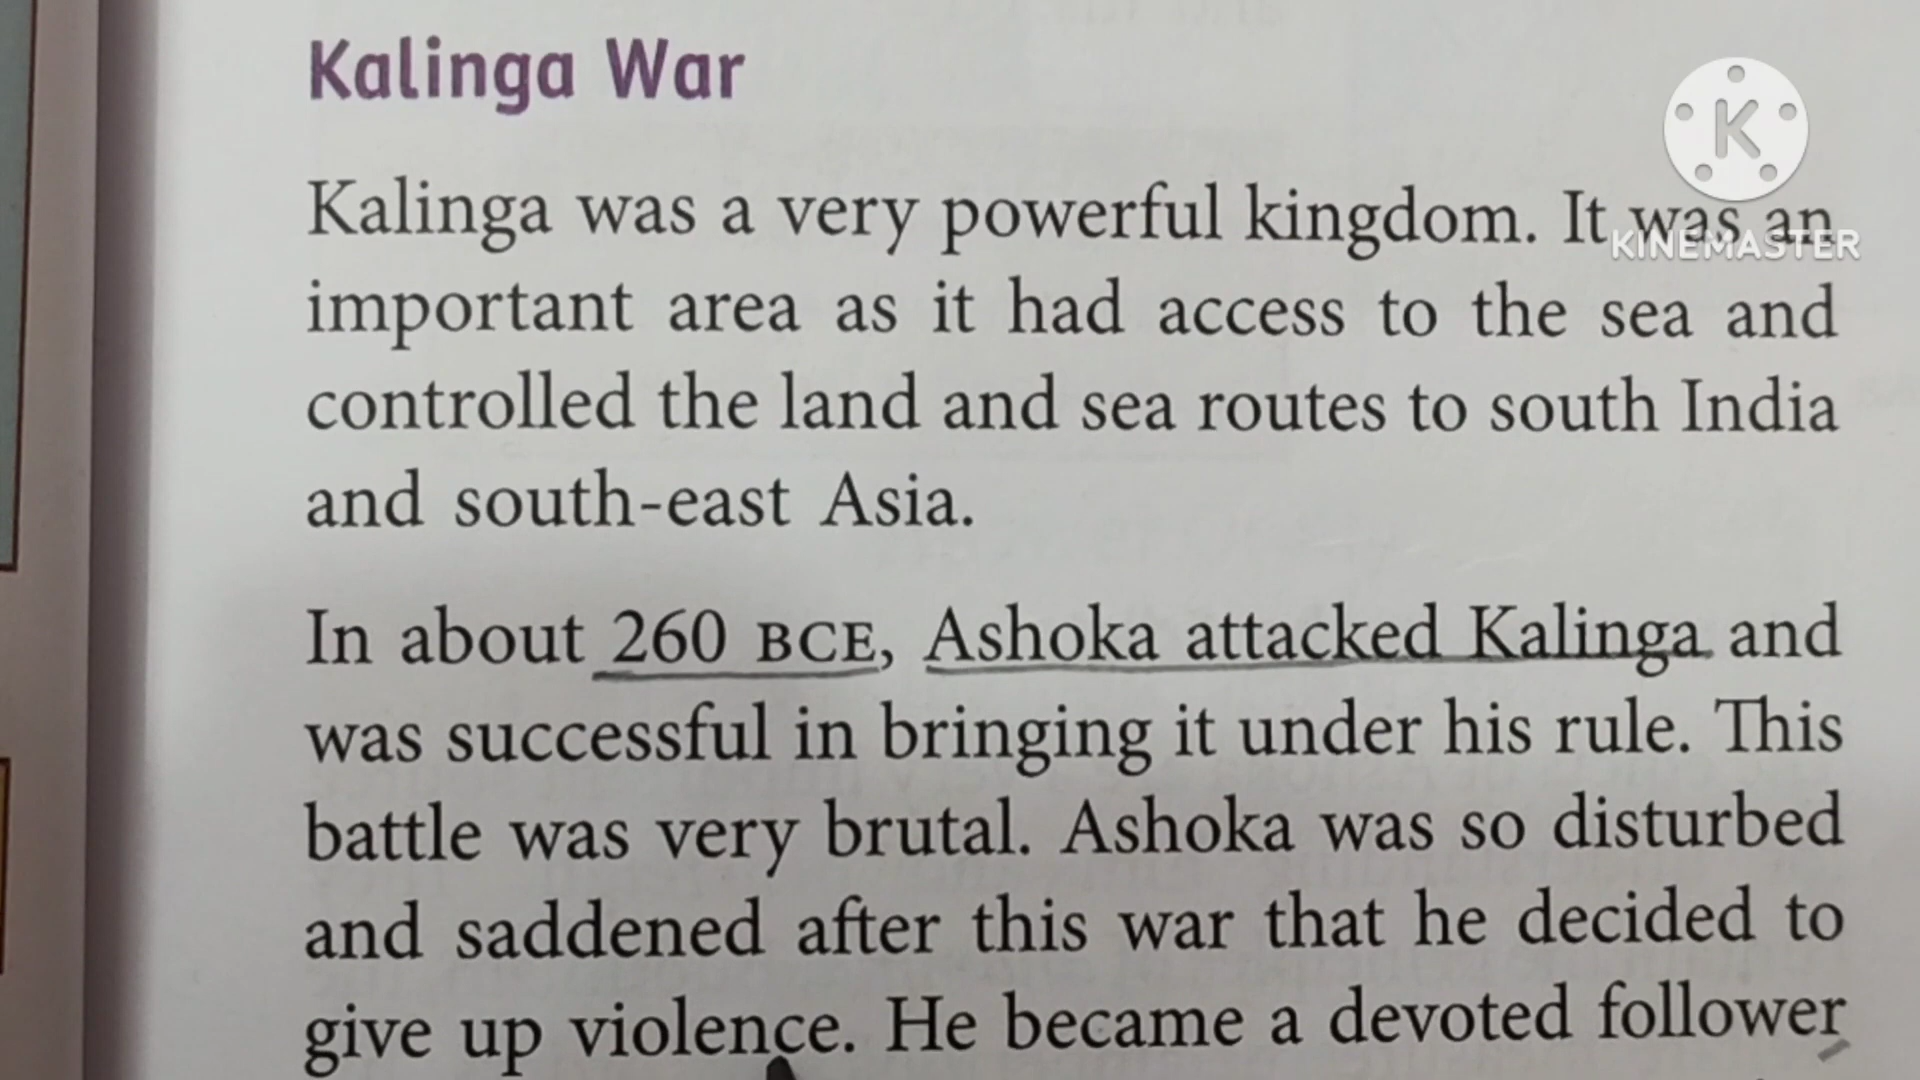 Kalinga War
K
KINEMASTER
Kalinga was a very powerful kingdom. It was an
important area as it had access to the sea and
controlled the land and sea routes to south India
and south-east Asia.
In about 260 BCE, Ashoka attacked Kalinga and
was successful in bringing it under his rule. This
battle was very brutal. Ashoka was so disturbed
and saddened after this war that he decided to
give up violence. He became a devoted follower